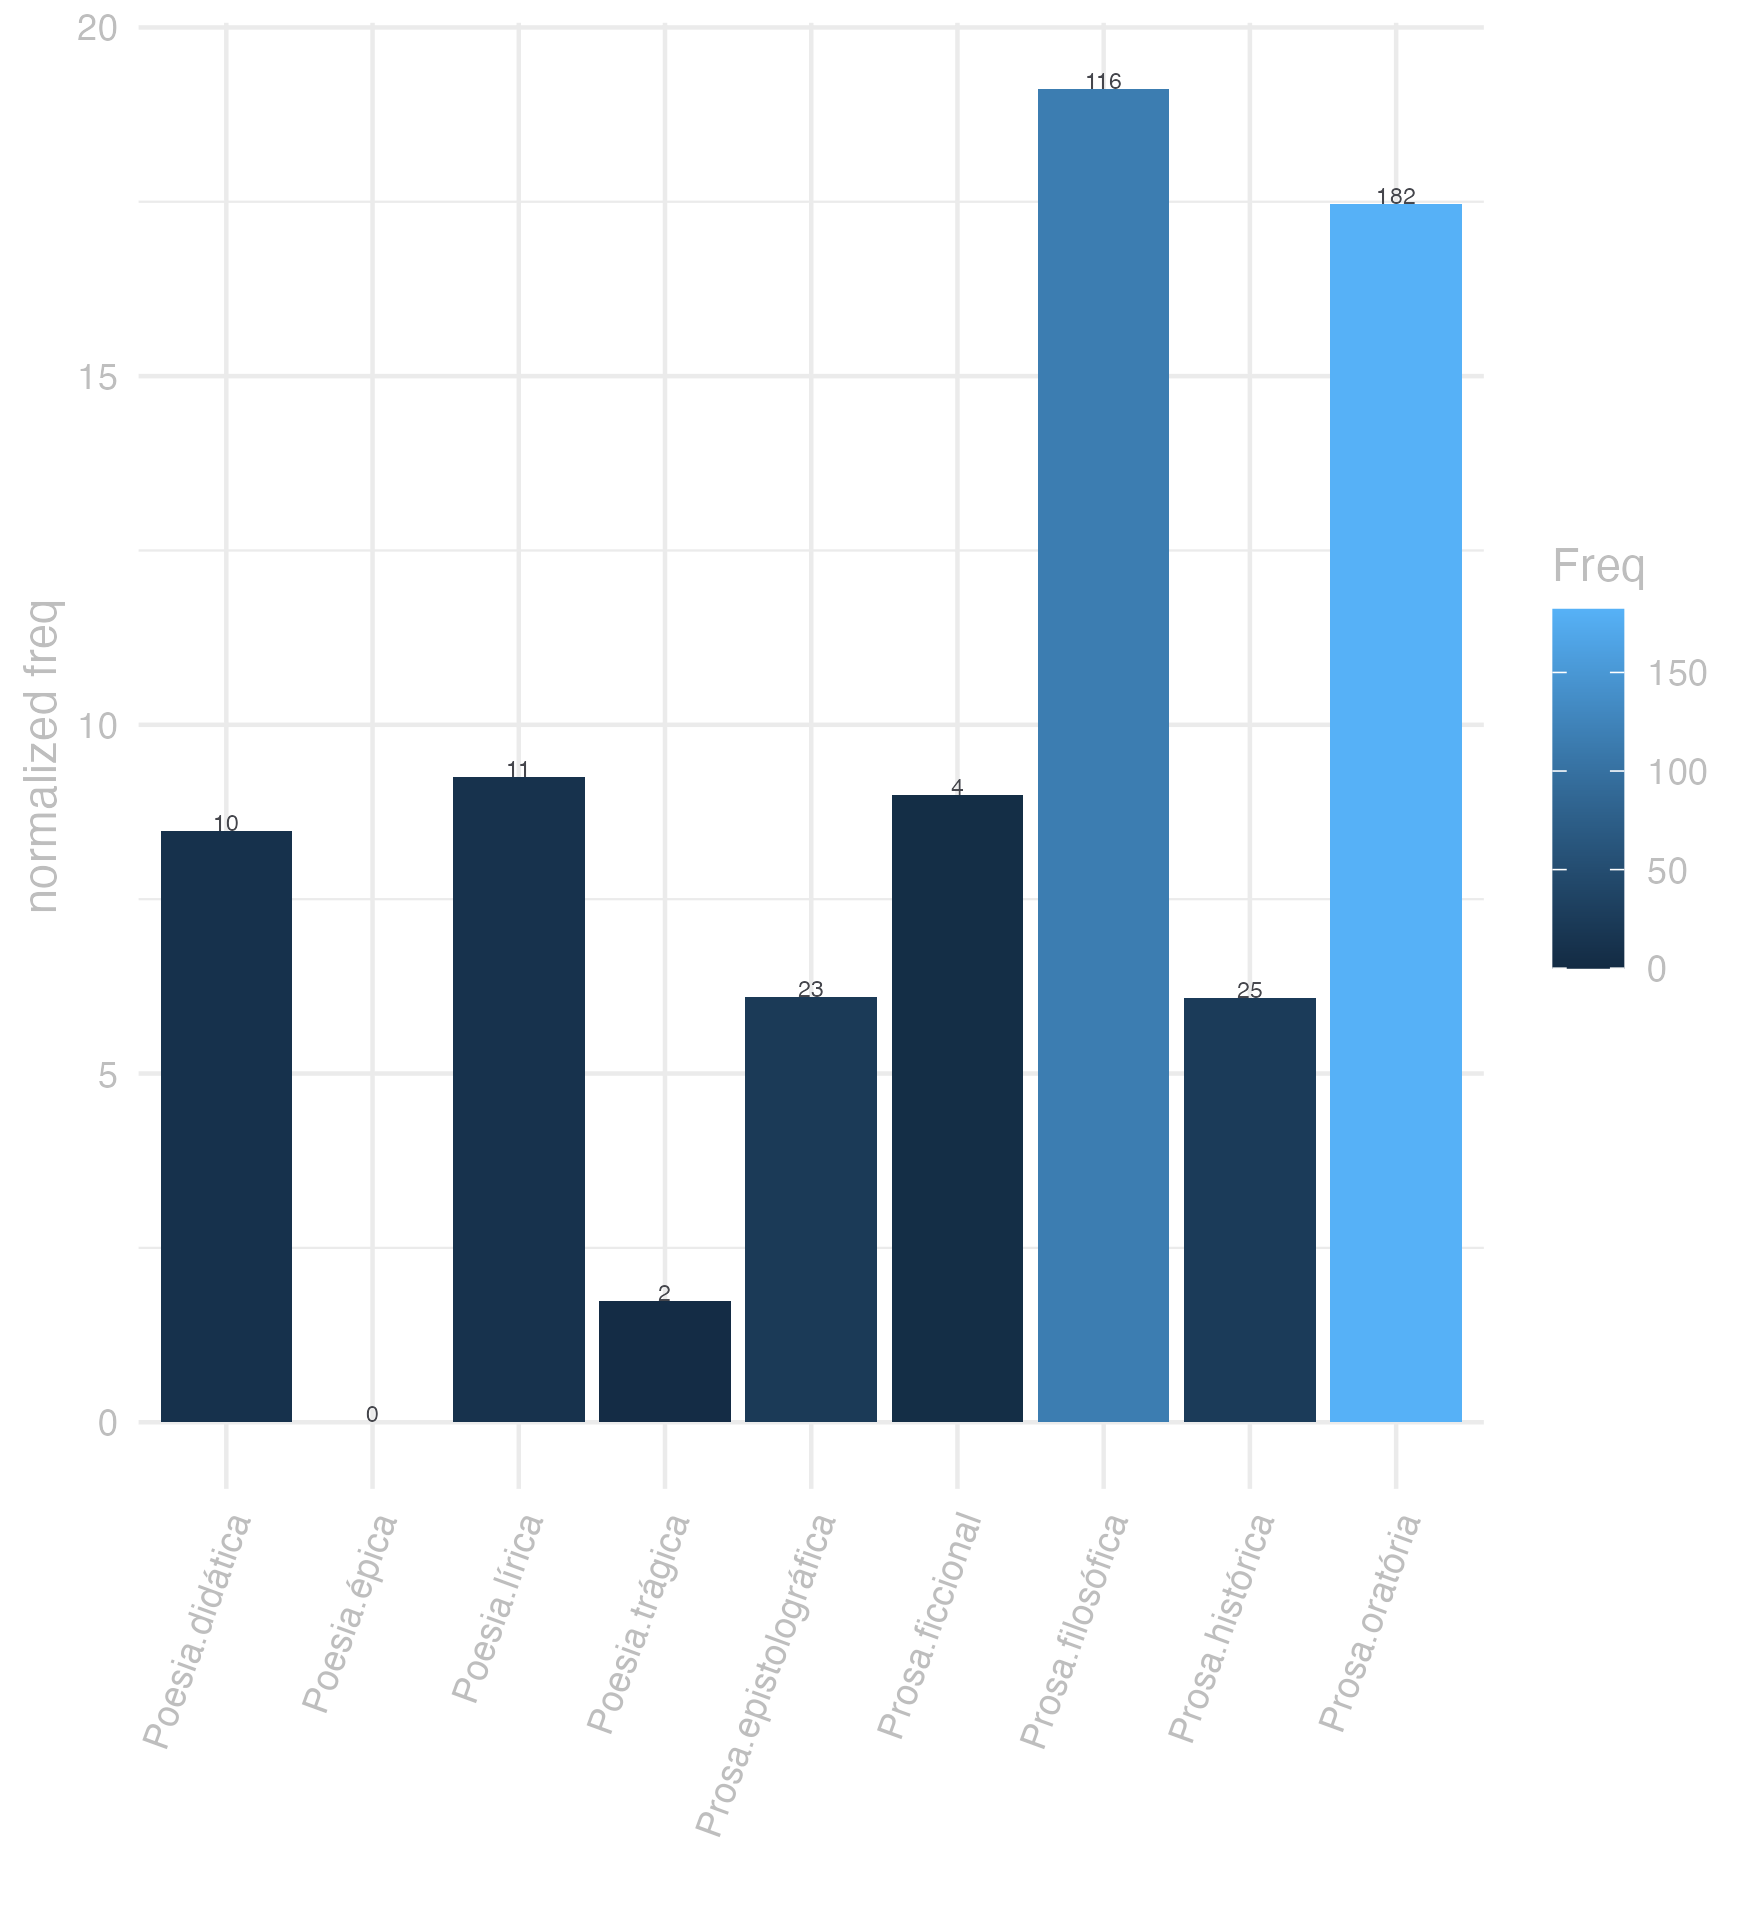 20
15
10
5
0
normalized freq
10
0
11
2
23
4
116
25
182
Poesia.didática
Poesia.épica
Poesia.lírica
Poesia.trágica
Prosa.epistolográfica
Prosa.ficcional
Prosa.filosófica
Prosa.histórica
Prosa.oratória
Freq
150
100
50
0